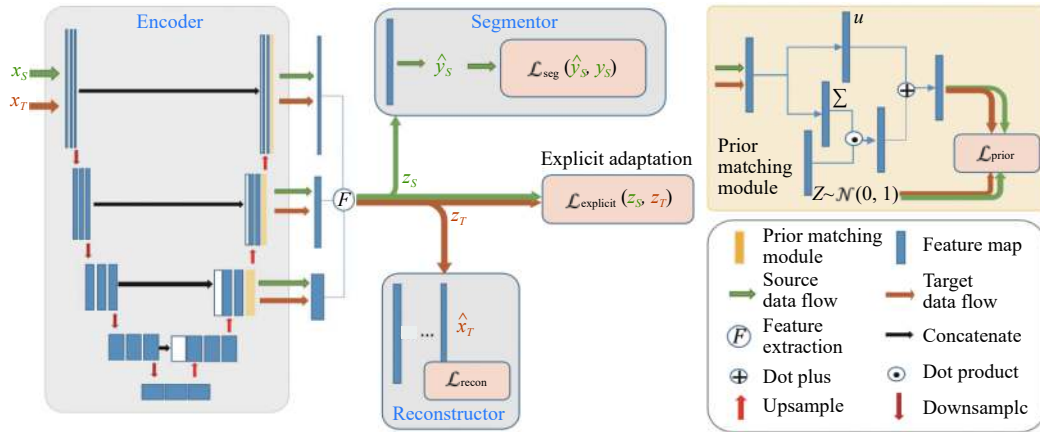 Encoder
x_S
x_T
F
z_S
z_T
Segmentor
ŷ_S
ℒ_seg (ŷ_S, y_S)
Explicit adaptation
ℒ_explicit (z_S, z_T)
...
x̂_T
ℒ_recon
Reconstructor
u
∑
Prior
matching
module
ℒ_prior
Z~𝒩(0, 1)
Prior matching
module
Feature map
Source
data flow
Target
data flow
F
Feature
extraction
Concatenate
Dot plus
Dot product
Upsample
Downsamplc